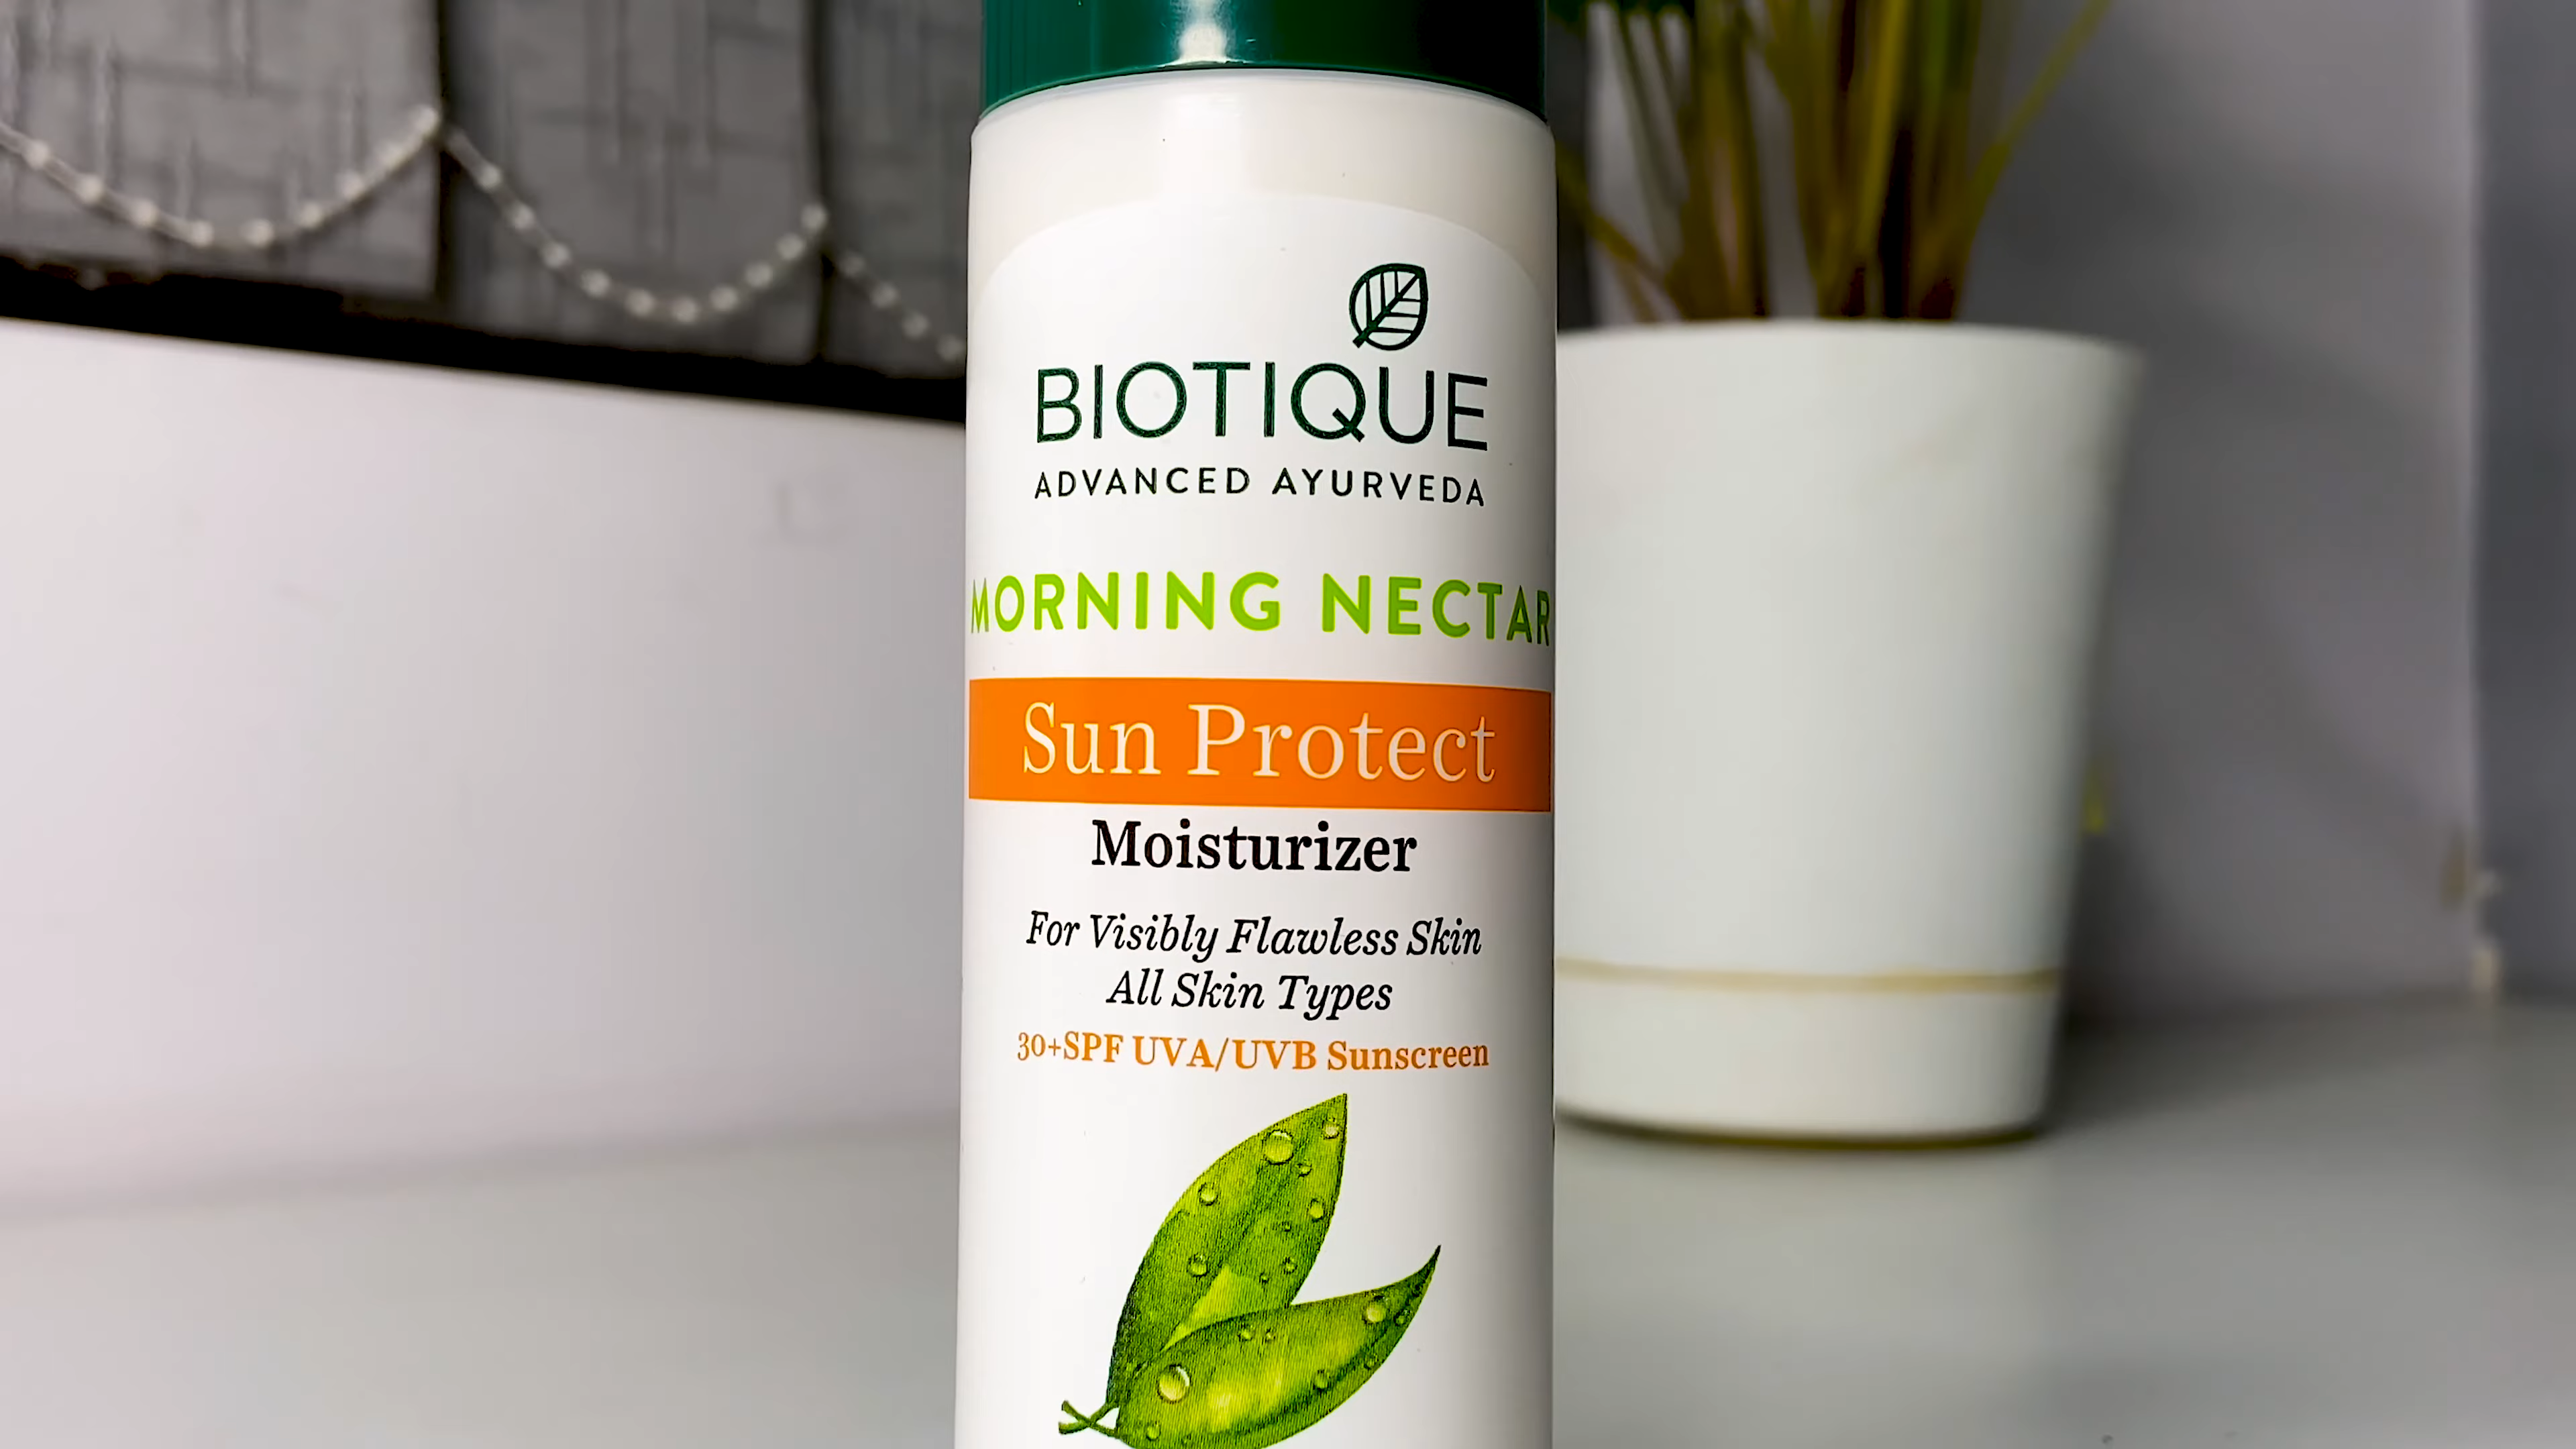 BIOTIQUE
ADVANCED AYURVEDA
MORNING NECTAR
Sun Protect
Moisturizer
For Visibly Flawless Skin
All Skin Types
30+SPF UVA/UVB Sunscreen